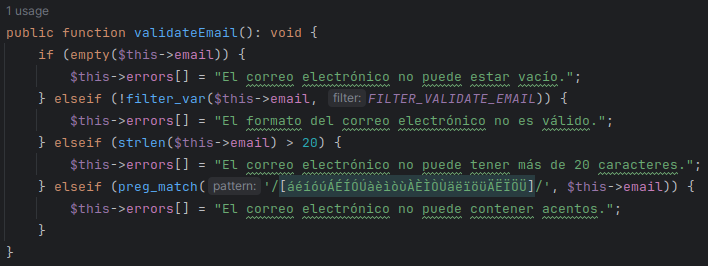 1 usage
public function validateEmail(): void {
if (empty($this->email)) {
$this->errors[] = "El correo electrónico no puede estar vacío.";
} elseif (!filter_var($this->email, filter: FILTER_VALIDATE_EMAIL)) {
$this->errors[] = "El formato del correo electrónico no es válido.";
} elseif (strlen($this->email) > 20) {
$this->errors[] = "El correo electrónico no puede tener más de 20 caracteres.";
} elseif (preg_match( pattern: '/[áéíóúÁÉÍÓÚàèìòùÀÈÌÒÙäëïöüÄËÏÖÜ]/', $this->email)) {
$this->errors[] = "El correo electrónico no puede contener acentos.";
}
}